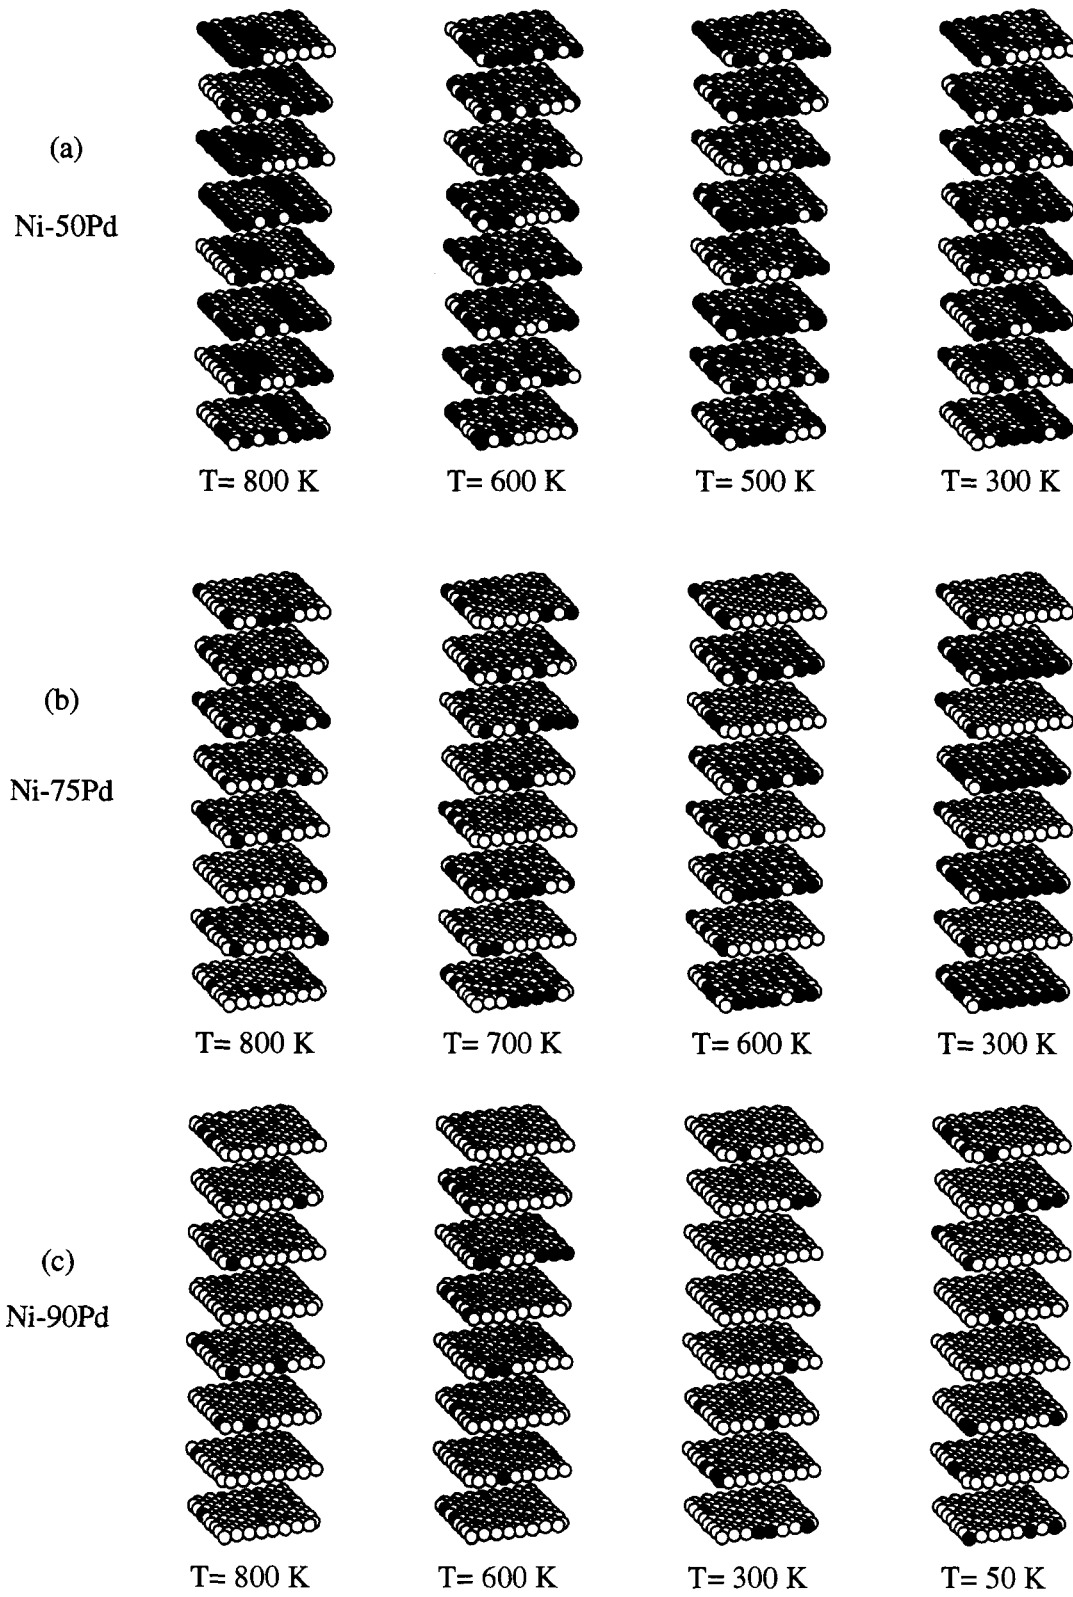 (a)
Ni-50Pd
T= 800 K T= 600 K T= 500 K T= 300 K
(b)
Ni-75Pd
T= 800 K T= 700 K T= 600 K T= 300 K
(c)
Ni-90Pd
T= 800 K T= 600 K T= 300 K T= 50 K